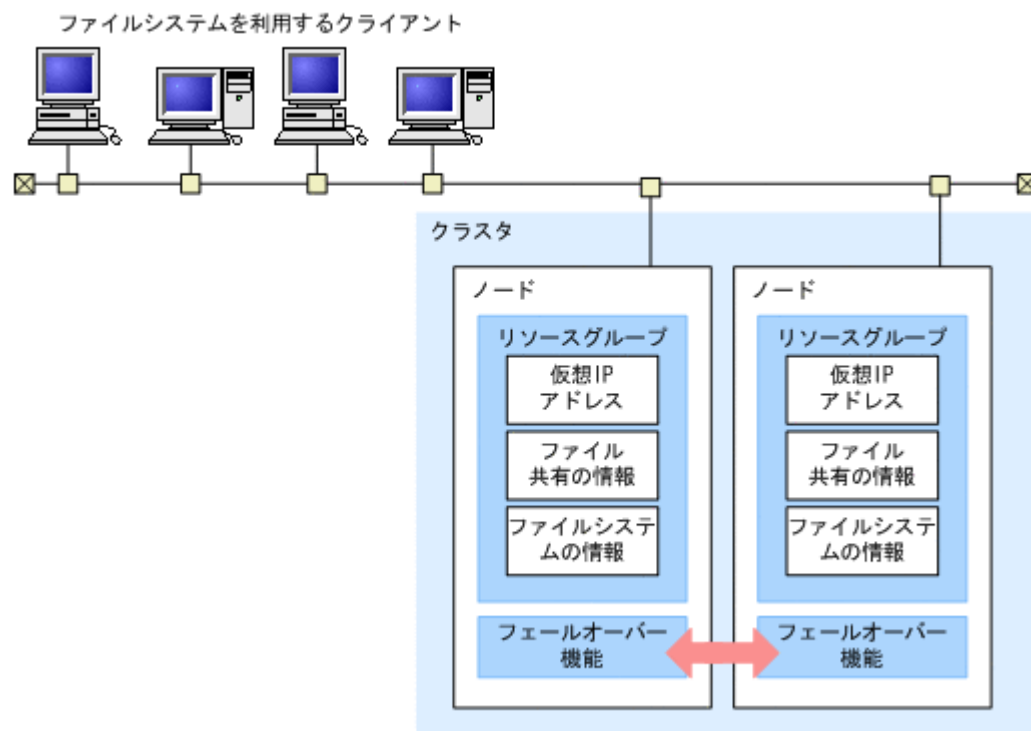 ファイルシステムを利用するクライアント
クラスタ
ノード
リソースグループ
仮想IP
アドレス
ファイル
共有の情報
ファイルシステ
ムの情報
フェールオーバー
機能
ノード
リソースグループ
仮想IP
アドレス
ファイル
共有の情報
ファイルシステ
ムの情報
フェールオーバー
機能